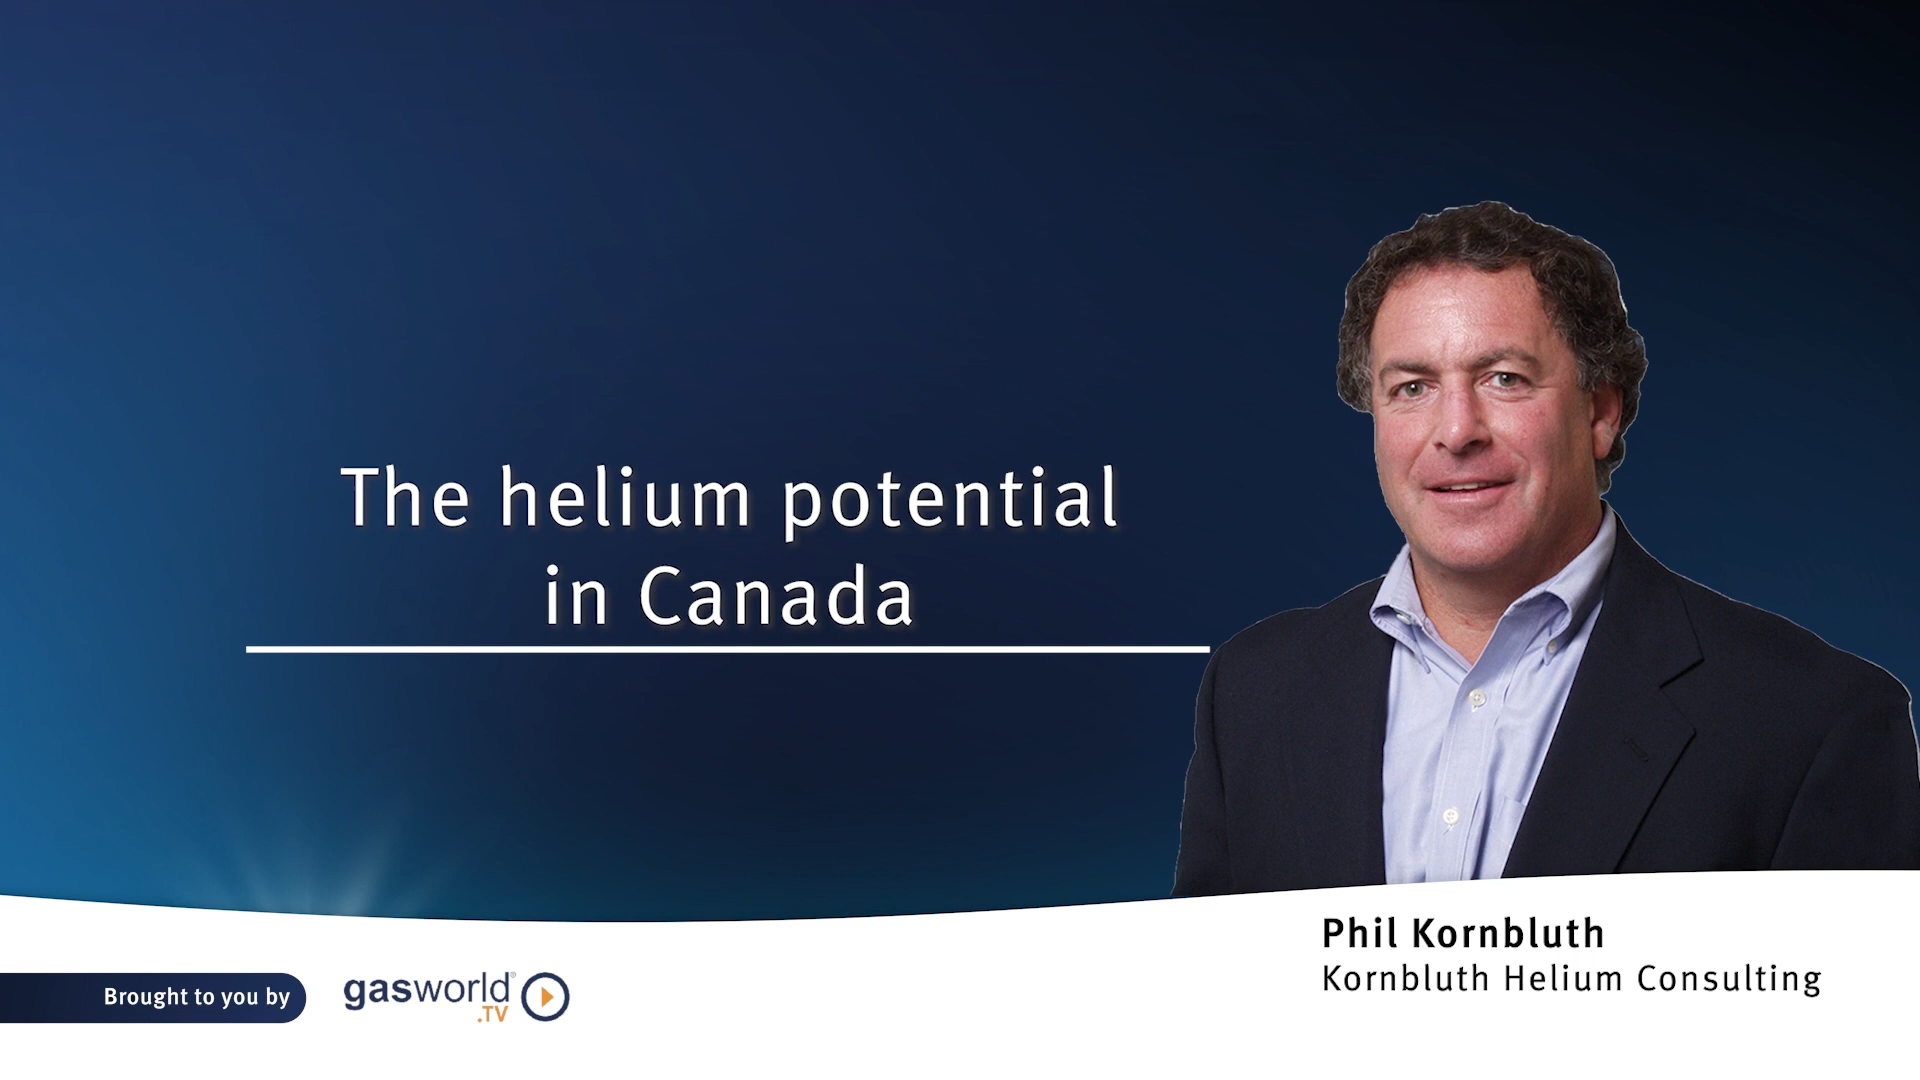 The helium potential
in Canada
Phil Kornbluth
Kornbluth Helium Consulting
Brought to you by
gasworld®
.TV